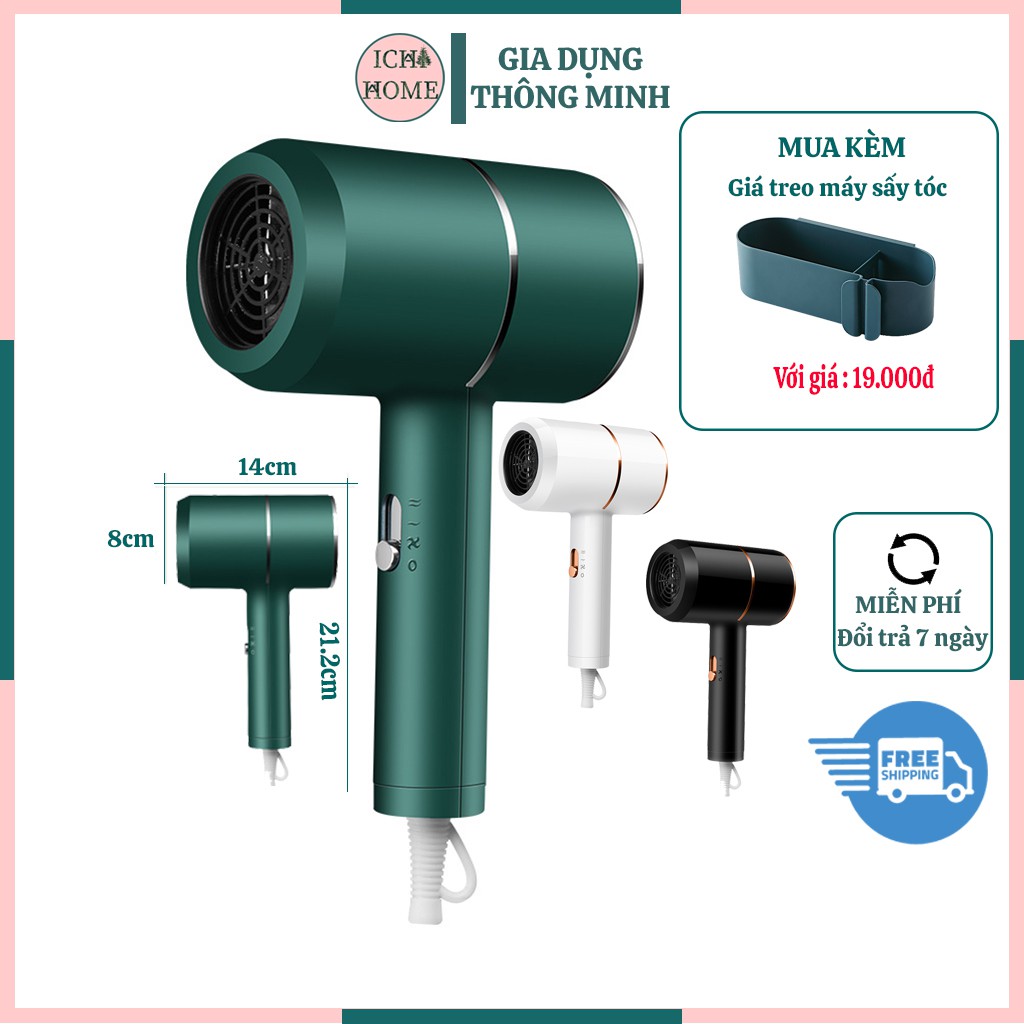 ICHI
HOME
GIA DỤNG
THÔNG MINH
MUA KÈM
Giá treo máy sấy tóc
Với giá : 19.000đ
14cm
8cm
21.2cm
MIỄN PHÍ
Đổi trả 7 ngày
FREE
SHIPPING